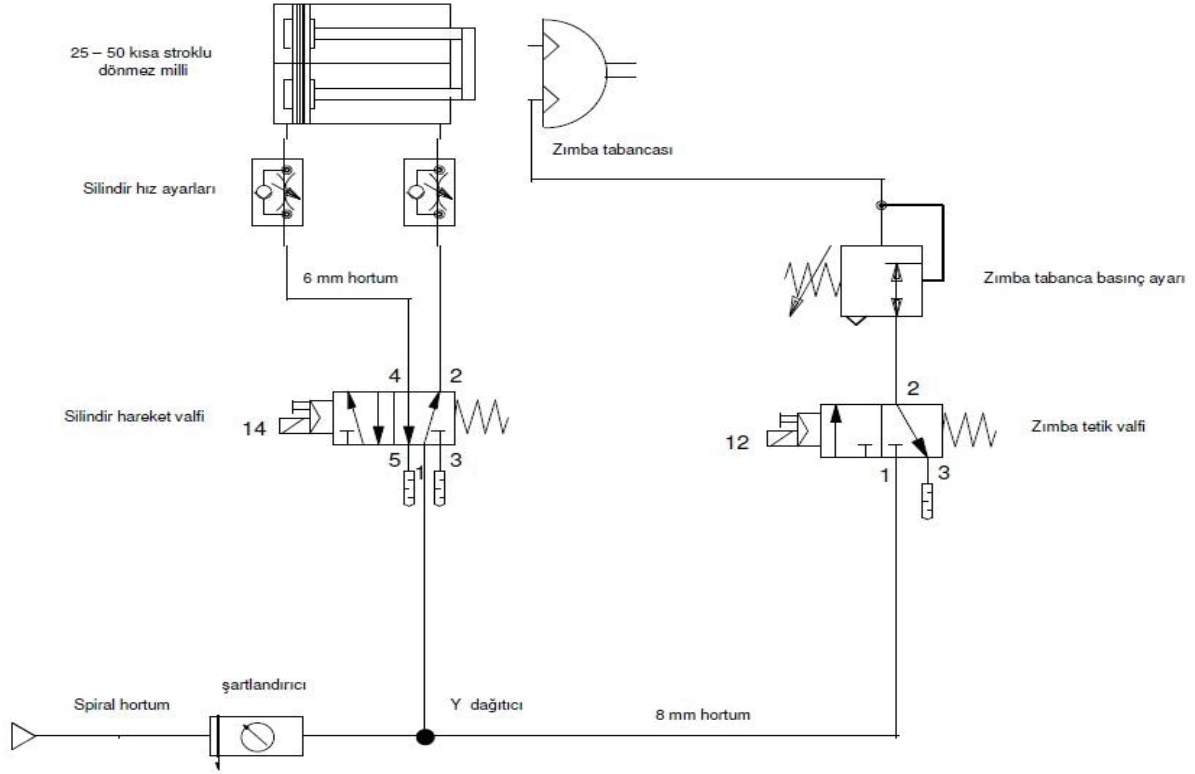 25 – 50 kısa stroklu
dönmez milli
Zımba tabancası
Silindir hız ayarları
6 mm hortum
Zımba tabanca basınç ayarı
4 2
2
Silindir hareket valfi
14
Zımba tetik valfi
12
5 1 3
1 3
şartlandırıcı
Spiral hortum
Y dağıtıcı
8 mm hortum